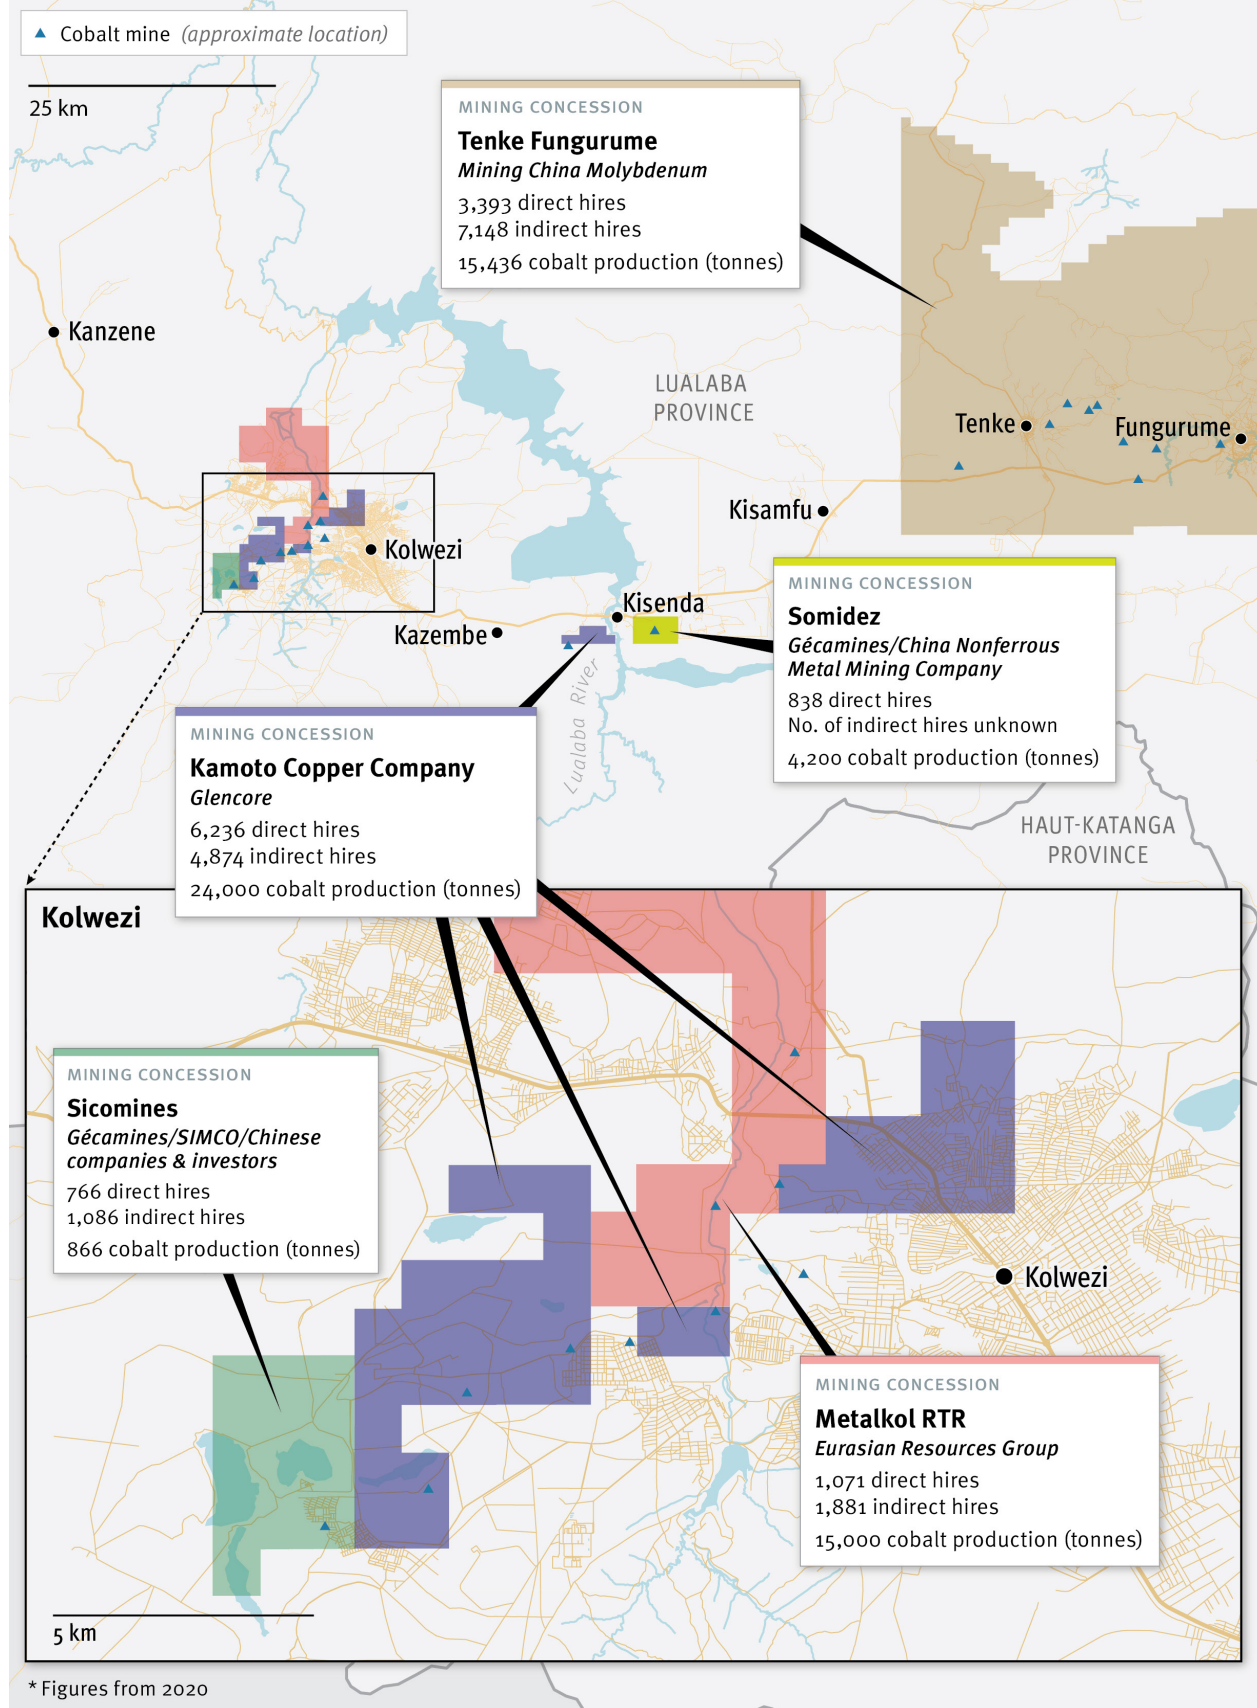 Cobalt mine (approximate location)
25 km
MINING CONCESSION
Tenke Fungurume
Mining China Molybdenum
3,393 direct hires
7,148 indirect hires
15,436 cobalt production (tonnes)
Kanzene
LUALABA
PROVINCE
Tenke
Fungurume
Kisamfu
Kolwezi
Kisenda
Kazembe
MINING CONCESSION
Somidez
Gécamines/China Nonferrous
Metal Mining Company
838 direct hires
No. of indirect hires unknown
4,200 cobalt production (tonnes)
Lualaba River
MINING CONCESSION
Kamoto Copper Company
Glencore
6,236 direct hires
4,874 indirect hires
24,000 cobalt production (tonnes)
HAUT-KATANGA
PROVINCE
Kolwezi
MINING CONCESSION
Sicomines
Gécamines/SIMCO/Chinese
companies & investors
766 direct hires
1,086 indirect hires
866 cobalt production (tonnes)
Kolwezi
MINING CONCESSION
Metalkol RTR
Eurasian Resources Group
1,071 direct hires
1,881 indirect hires
15,000 cobalt production (tonnes)
5 km
* Figures from 2020